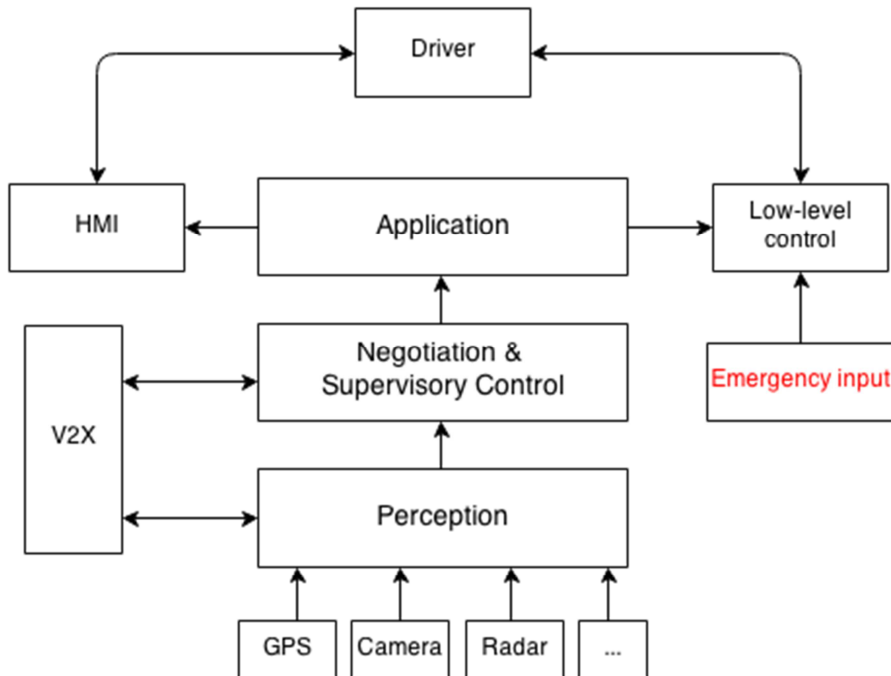 Driver
HMI
Application
Low-level
control
Negotiation &
Supervisory Control
Emergency input
V2X
Perception
GPS
Camera
Radar
...